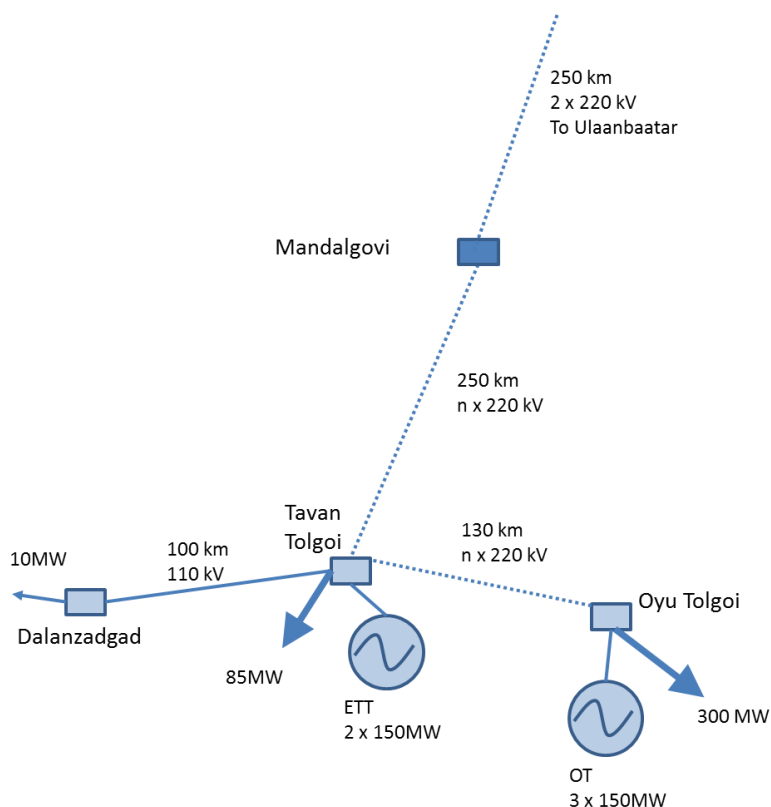 250 km
2 x 220 kV
To Ulaanbaatar
Mandalgovi
250 km
n x 220 kV
Tavan
Tolgoi
130 km
n x 220 kV
10MW
100 km
110 kV
Oyu Tolgoi
Dalanzadgad
85MW
ETT
2 x 150MW
300 MW
OT
3 x 150MW